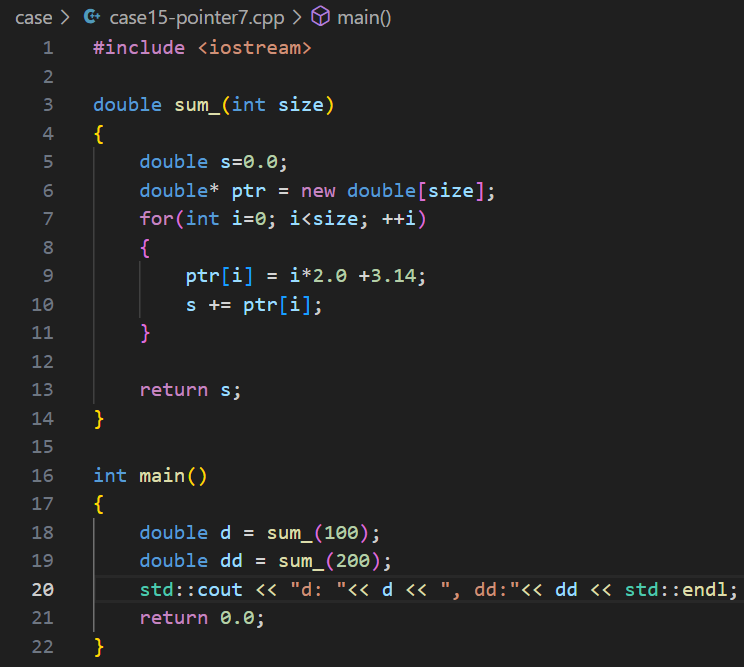 case > case15-pointer7.cpp > main()
1 #include <iostream>
2
3 double sum_(int size)
4 {
5     double s=0.0;
6     double* ptr = new double[size];
7     for(int i=0; i<size; ++i)
8     {
9         ptr[i] = i*2.0 +3.14;
10         s += ptr[i];
11     }
12
13     return s;
14 }
15
16 int main()
17 {
18     double d = sum_(100);
19     double dd = sum_(200);
20     std::cout << "d: "<< d << ", dd:"<< dd << std::endl;
21     return 0.0;
22 }